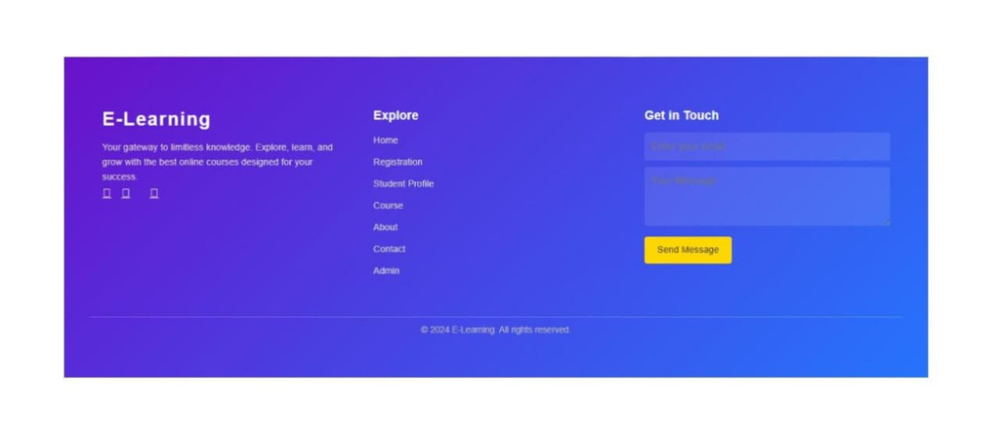 E-Learning
Your gateway to limitless knowledge. Explore, learn, and
grow with the best online courses designed for your
success.
Explore
Home
Registration
Student Profile
Course
About
Contact
Admin
Get in Touch
Enter your email
Your Message
Send Message
© 2024 E-Learning. All rights reserved.